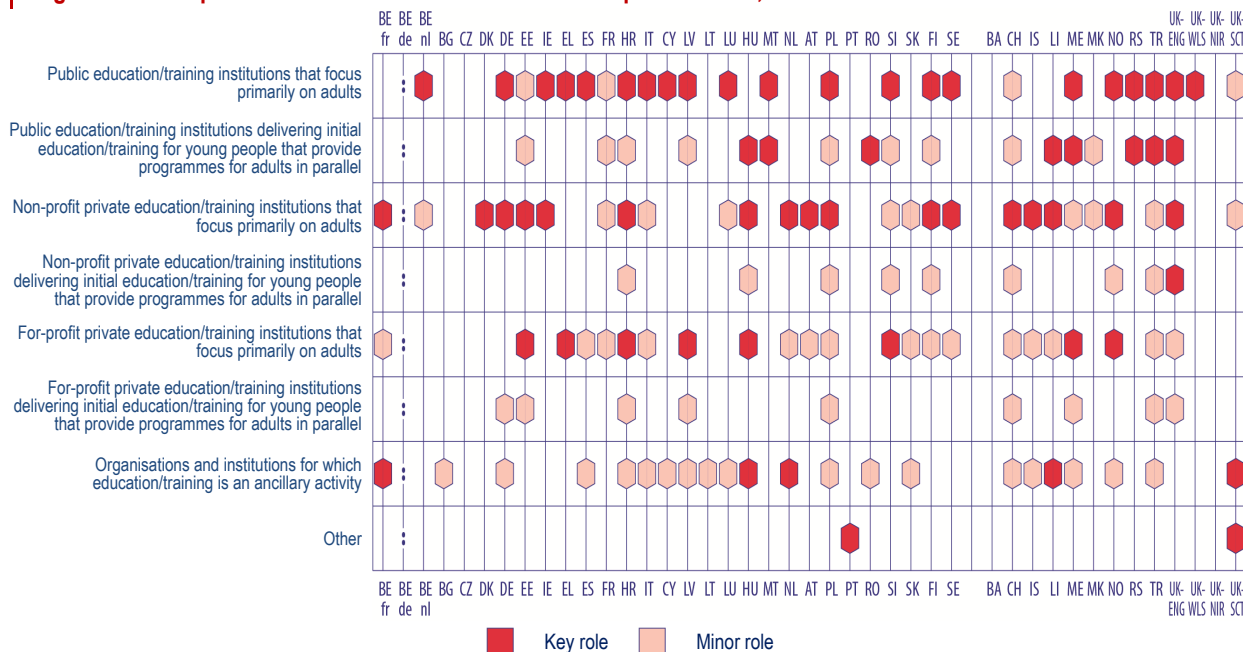 BE BE BE UK- UK- UK- UK-
fr de nl BG CZ DK DE EE IE EL ES FR HR IT CY LV LT LU HU MT NL AT PL PT RO SI SK FI SE BA CH IS LI ME MK NO RS TR ENG WLS NIR SCT
Public education/training institutions that focus
primarily on adults
Public education/training institutions delivering initial
education/training for young people that provide
programmes for adults in parallel
Non-profit private education/training institutions that
focus primarily on adults
Non-profit private education/training institutions
delivering initial education/training for young people
that provide programmes for adults in parallel
For-profit private education/training institutions that
focus primarily on adults
For-profit private education/training institutions
delivering initial education/training for young people
that provide programmes for adults in parallel
Organisations and institutions for which
education/training is an ancillary activity
Other
BE BE BE BG CZ DK DE EE IE EL ES FR HR IT CY LV LT LU HU MT NL AT PL PT RO SI SK FI SE BA CH IS LI ME MK NO RS TR UK- UK- UK- UK-
fr de nl ENG WLS NIR SCT
Key role Minor role